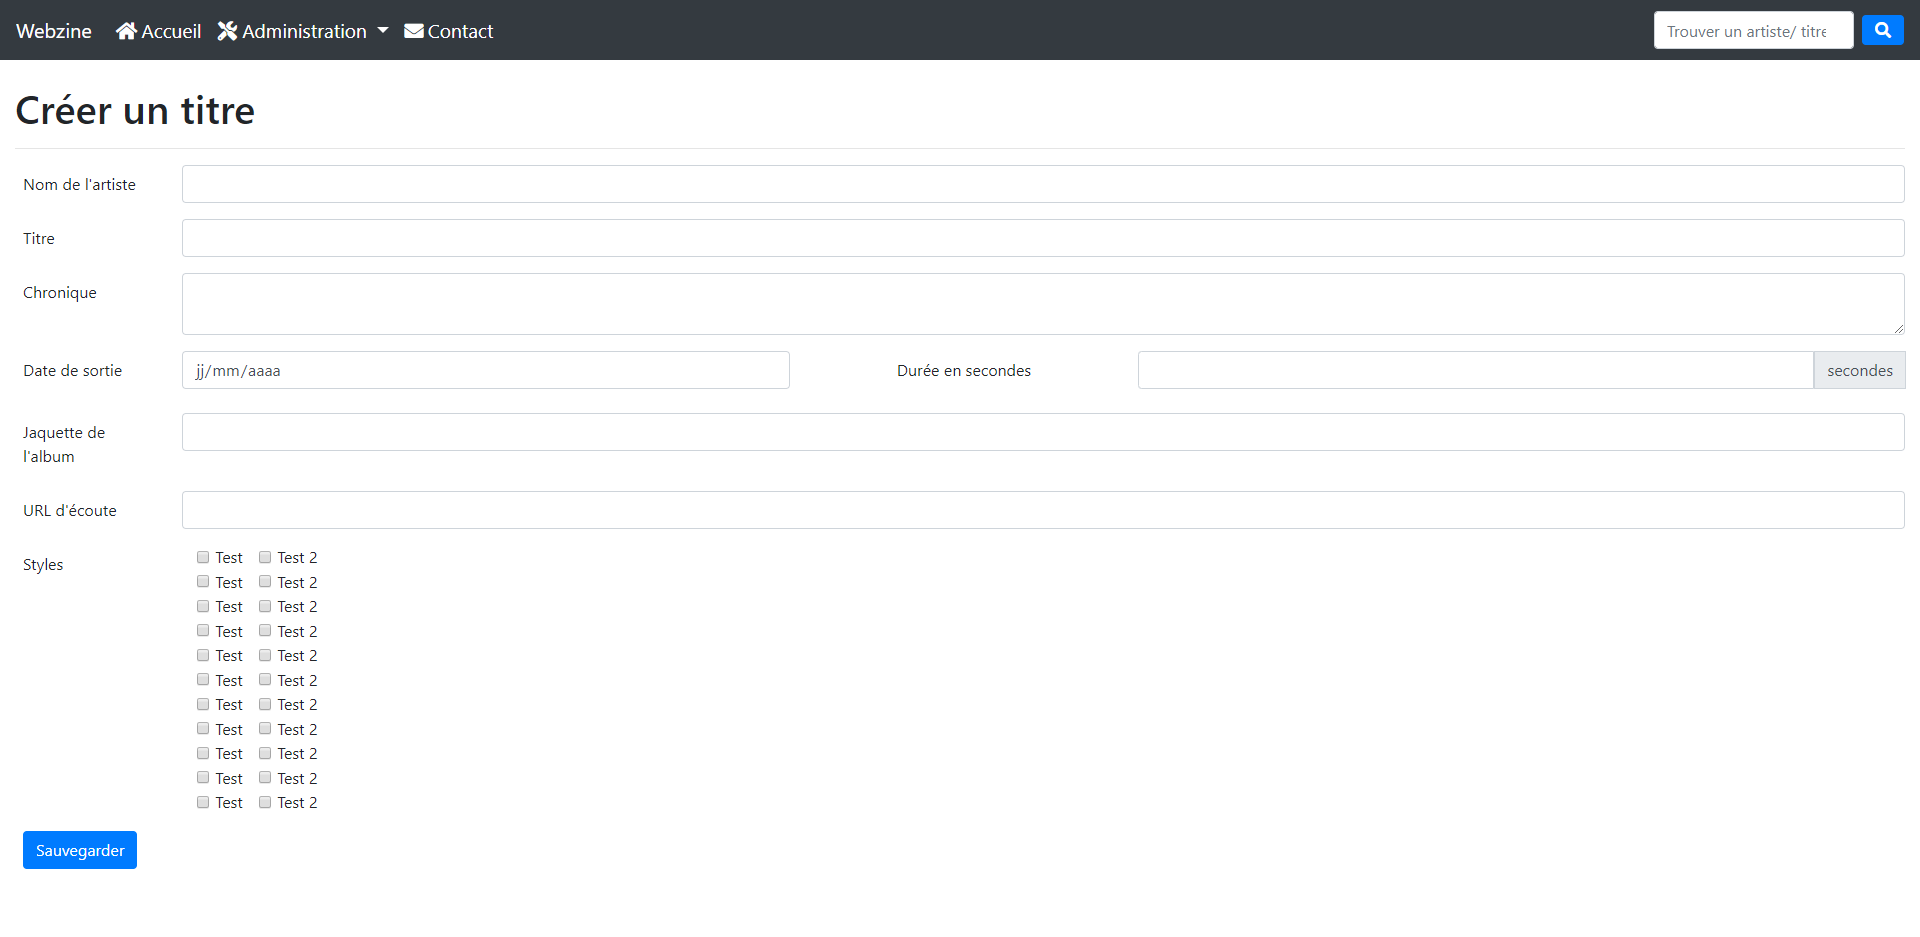 Webzine Accueil Administration Contact Trouver un artiste/ titre
Créer un titre
Nom de l'artiste
Titre
Chronique
Date de sortie jj/mm/aaaa Durée en secondes secondes
Jaquette de
l'album
URL d'écoute
Styles Test Test 2
Test Test 2
Test Test 2
Test Test 2
Test Test 2
Test Test 2
Test Test 2
Test Test 2
Test Test 2
Test Test 2
Test Test 2
Sauvegarder